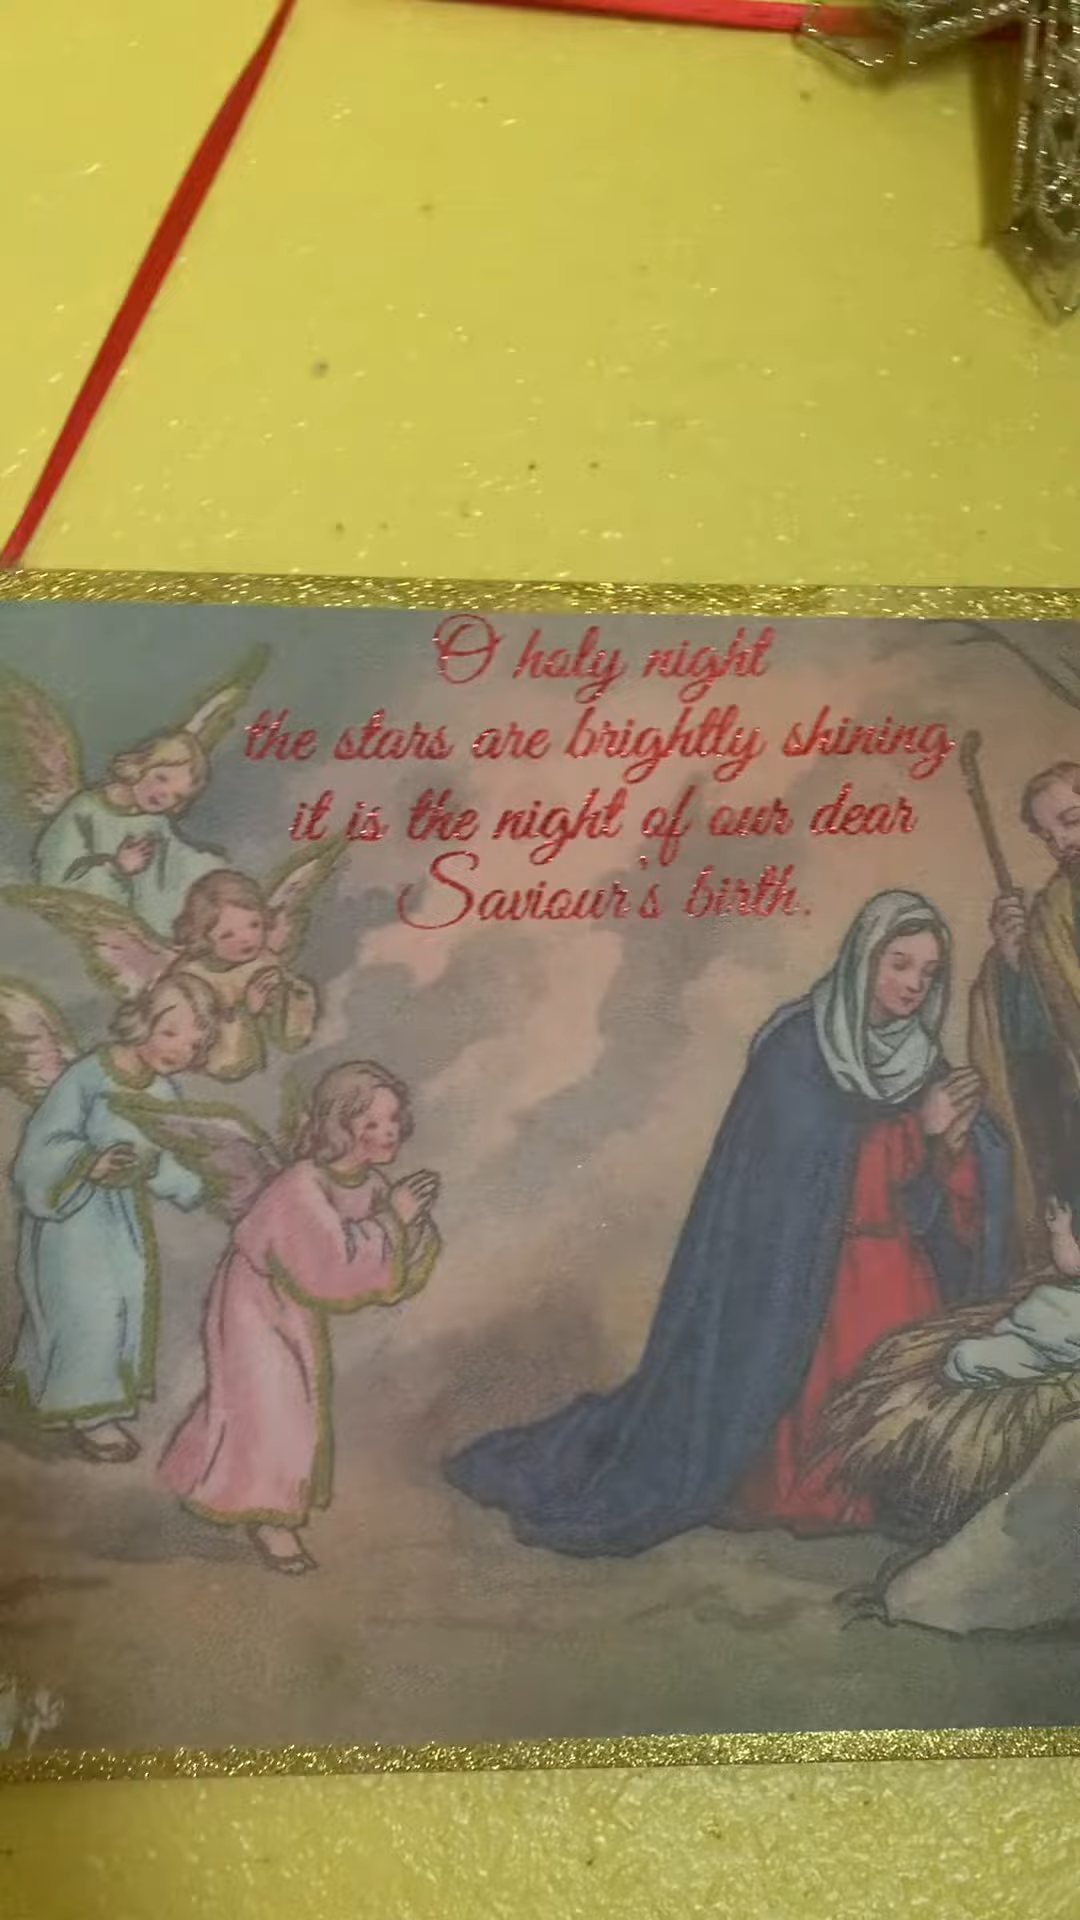 O holy night
the stars are brightly shining
it is the night of our dear
Saviour's birth.